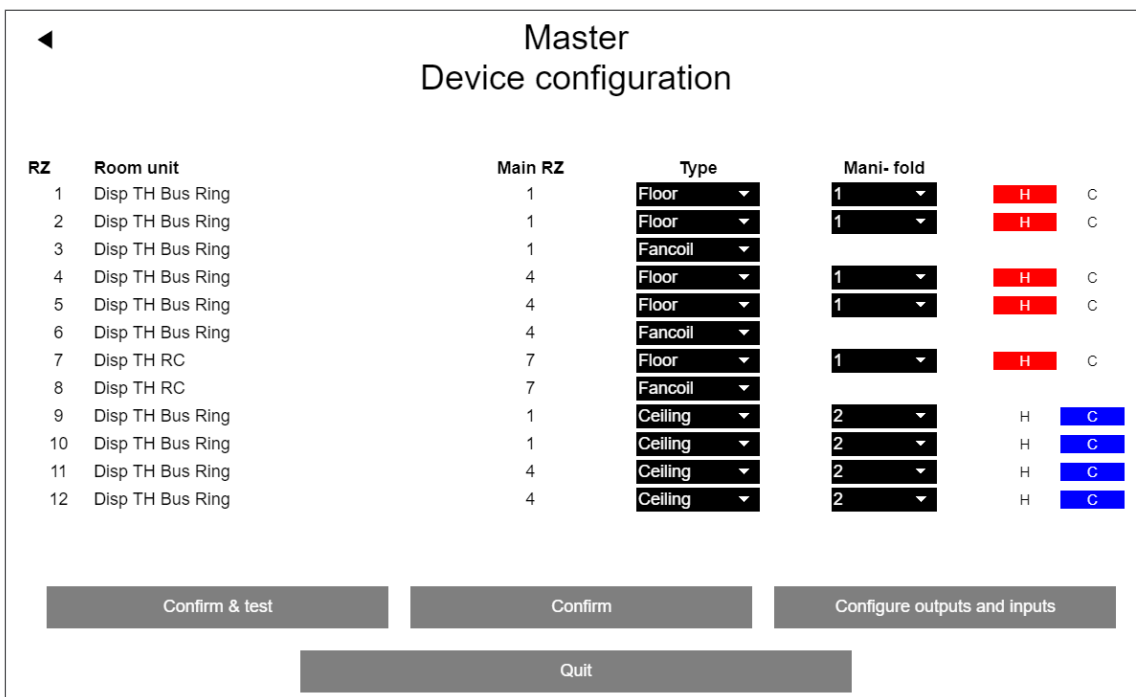 Master
Device configuration
RZ Room unit Main RZ Type Mani- fold
1 Disp TH Bus Ring 1 Floor 1 H C
2 Disp TH Bus Ring 1 Floor 1 H C
3 Disp TH Bus Ring 1 Fancoil
4 Disp TH Bus Ring 4 Floor 1 H C
5 Disp TH Bus Ring 4 Floor 1 H C
6 Disp TH Bus Ring 4 Fancoil
7 Disp TH RC 7 Floor 1 H C
8 Disp TH RC 7 Fancoil
9 Disp TH Bus Ring 1 Ceiling 2 H C
10 Disp TH Bus Ring 1 Ceiling 2 H C
11 Disp TH Bus Ring 4 Ceiling 2 H C
12 Disp TH Bus Ring 4 Ceiling 2 H C
Confirm & test Confirm Configure outputs and inputs
Quit